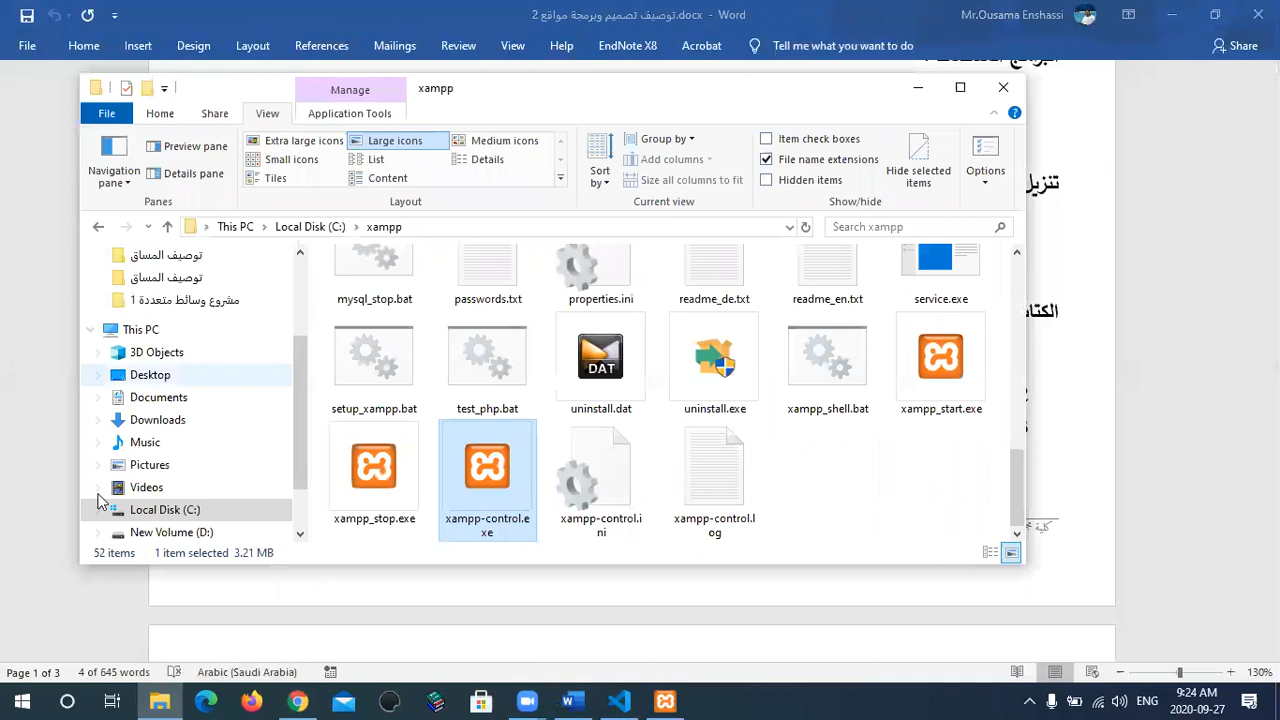 توصيف تصميم وبرمجة مواقع 2.docx - Word
Mr.Ousama Enshassi
File Home Insert Design Layout References Mailings Review View Help EndNote X8 Acrobat Tell me what you want to do Share
Manage xampp
File Home Share View Application Tools
Navigation pane
Preview pane
Details pane
Panes
Extra large icons Large icons Medium icons
Small icons List Details
Tiles Content
Layout
Sort by
Group by
Add columns
Size all columns to fit
Current view
Item check boxes
File name extensions
Hidden items
Hide selected items
Show/hide
Options
This PC Local Disk (C:) xampp
Search xampp
توصيف المساق
توصيف المساق
مشروع وسائط متعددة 1
This PC
3D Objects
Desktop
Documents
Downloads
Music
Pictures
Videos
Local Disk (C:)
New Volume (D:)
mysql_stop.bat passwords.txt properties.ini readme_de.txt readme_en.txt service.exe
DAT
setup_xampp.bat test_php.bat uninstall.dat uninstall.exe xampp_shell.bat xampp_start.exe
xampp_stop.exe xampp-control.exe xampp-control.ini xampp-control.log
52 items 1 item selected 3.21 MB
تنزيل
الكتا
Page 1 of 3 4 of 645 words Arabic (Saudi Arabia) 130%
ENG
9:24 AM
2020-09-27